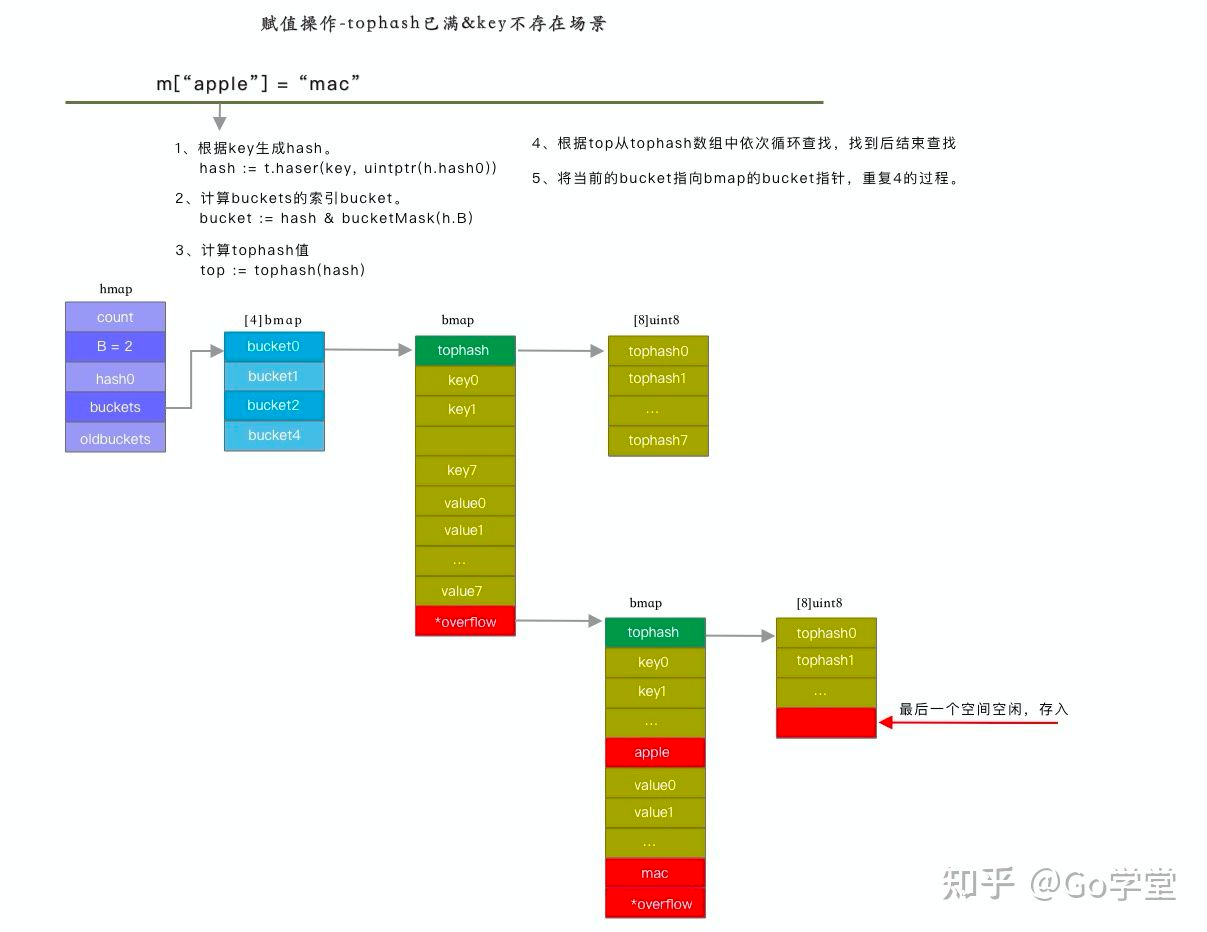 赋值操作-tophash已满&key不存在场景
m[“apple”] = “mac”
1、根据key生成hash。
hash := t.haser(key, uintptr(h.hash0))
2、计算buckets的索引bucket。
bucket := hash & bucketMask(h.B)
3、计算tophash值
top := tophash(hash)
4、根据top从tophash数组中依次循环查找，找到后结束查找
5、将当前的bucket指向bmap的bucket指针，重复4的过程。
hmap
count
B = 2
hash0
buckets
oldbuckets
[4]bmap
bucket0
bucket1
bucket2
bucket4
bmap
tophash
key0
key1
key7
value0
value1
...
value7
*overflow
[8]uint8
tophash0
tophash1
...
tophash7
bmap
tophash
key0
key1
...
apple
value0
value1
...
mac
*overflow
[8]uint8
tophash0
tophash1
...
最后一个空间空闲，存入
知乎 @Go学堂